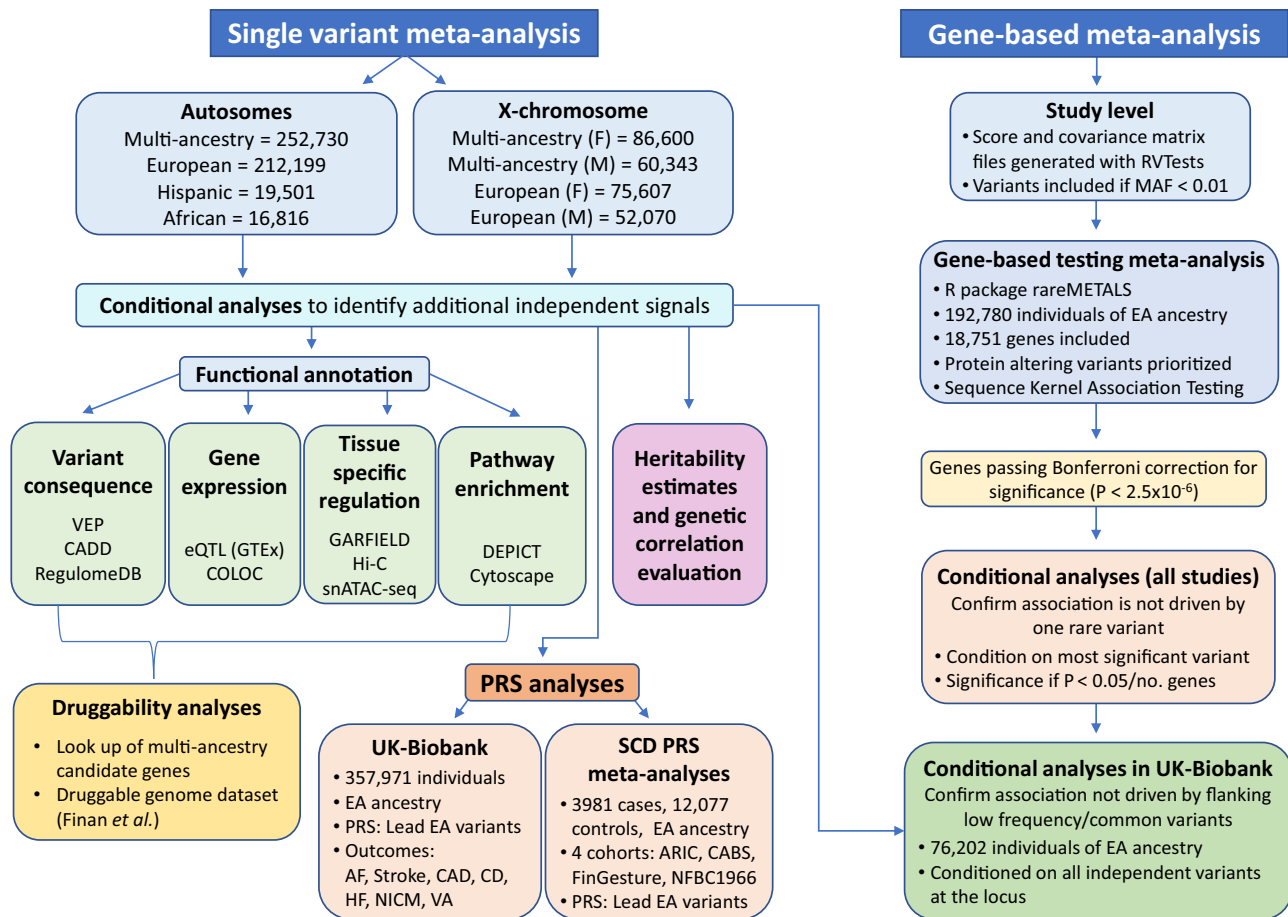 Single variant meta-analysis
Autosomes
Multi-ancestry = 252,730
European = 212,199
Hispanic = 19,501
African = 16,816
X-chromosome
Multi-ancestry (F) = 86,600
Multi-ancestry (M) = 60,343
European (F) = 75,607
European (M) = 52,070
Conditional analyses to identify additional independent signals
Functional annotation
Variant
consequence
VEP
CADD
RegulomeDB
Gene
expression
eQTL (GTEx)
COLOC
Tissue
specific
regulation
GARFIELD
Hi-C
snATAC-seq
Pathway
enrichment
DEPICT
Cytoscape
Heritability
estimates
and genetic
correlation
evaluation
Druggability analyses
• Look up of multi-ancestry
candidate genes
• Druggable genome dataset
(Finan et al.)
PRS analyses
UK-Biobank
• 357,971 individuals
• EA ancestry
• PRS: Lead EA variants
• Outcomes:
AF, Stroke, CAD, CD,
HF, NICM, VA
SCD PRS
meta-analyses
• 3981 cases, 12,077
controls, EA ancestry
• 4 cohorts: ARIC, CABS,
FinGesture, NFBC1966
• PRS: Lead EA variants
Gene-based meta-analysis
Study level
• Score and covariance matrix
files generated with RVTests
• Variants included if MAF < 0.01
Gene-based testing meta-analysis
• R package rareMETALS
• 192,780 individuals of EA ancestry
• 18,751 genes included
• Protein altering variants prioritized
• Sequence Kernel Association Testing
Genes passing Bonferroni correction for
significance (P < 2.5x10⁻⁶)
Conditional analyses (all studies)
Confirm association is not driven by
one rare variant
• Condition on most significant variant
• Significance if P < 0.05/no. genes
Conditional analyses in UK-Biobank
Confirm association not driven by flanking
low frequency/common variants
• 76,202 individuals of EA ancestry
• Conditioned on all independent variants
at the locus